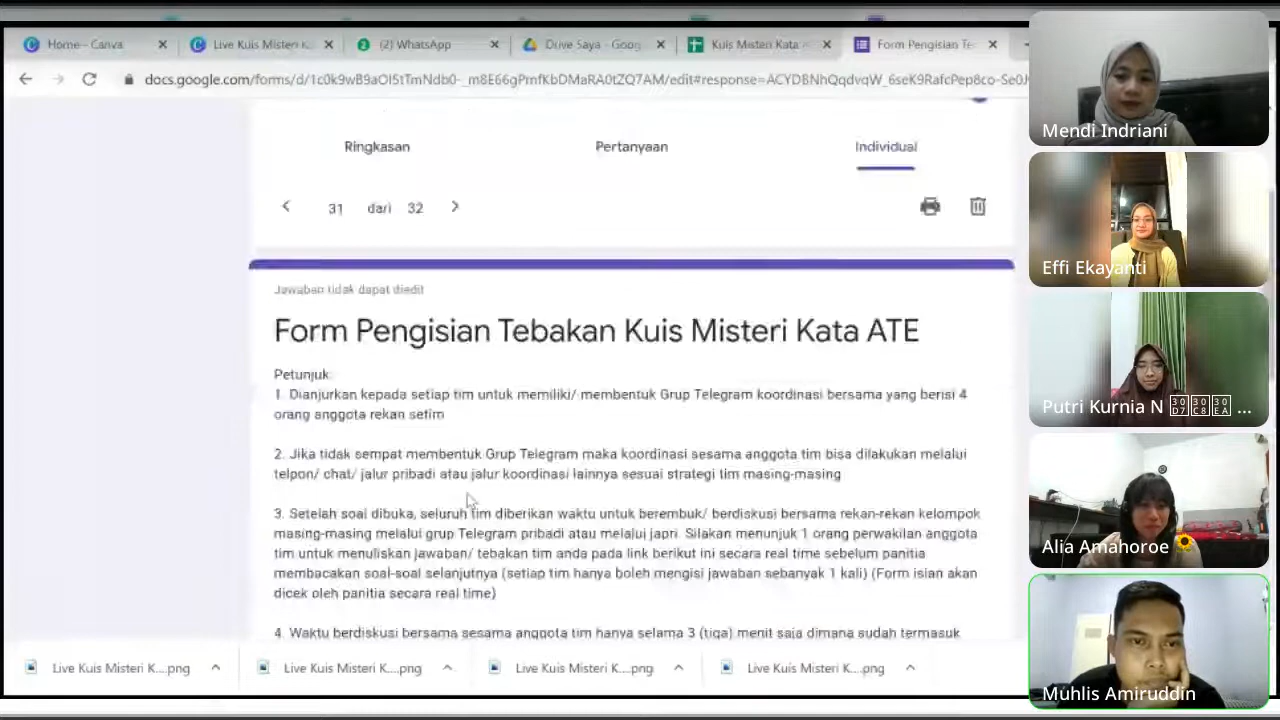 Home - Canva
Live Kuis Misteri K...
(2) WhatsApp
Drive Saya - Goog
Kuis Misteri Kata
Form Pengisian Te
Ringkasan
Pertanyaan
Individual
31 dari 32
Jawaban tidak dapat diedit
Form Pengisian Tebakan Kuis Misteri Kata ATE
Petunjuk:
1. Dianjurkan kepada setiap tim untuk memiliki/ membentuk Grup Telegram koordinasi bersama yang berisi 4
orang anggota rekan setim
2. Jika tidak sempat membentuk Grup Telegram maka koordinasi sesama anggota tim bisa dilakukan melalui
telpon/ chat/ jalur pribadi atau jalur koordinasi lainnya sesuai strategi tim masing-masing
3. Setelah soal dibuka, seluruh tim diberikan waktu untuk berembuk/ berdiskusi bersama rekan-rekan kelompok
masing-masing melalui grup Telegram pribadi atau melalui japri. Silakan menunjuk 1 orang perwakilan anggota
tim untuk menuliskan jawaban/ tebakan tim anda pada link berikut ini secara real time sebelum panitia
membacakan soal-soal selanjutnya (setiap tim hanya boleh mengisi jawaban sebanyak 1 kali) (Form isian akan
dicek oleh panitia secara real time)
4. Waktu berdiskusi bersama sesama anggota tim hanya selama 3 (tiga) menit saja dimana sudah termasuk
Live Kuis Misteri K....png
Live Kuis Misteri K....png
Live Kuis Misteri K....png
Live Kuis Misteri K....png
Mendi Indriani
Effi Ekayanti
Putri Kurnia N ...
Alia Amahoroe 🌻
Muhlis Amiruddin